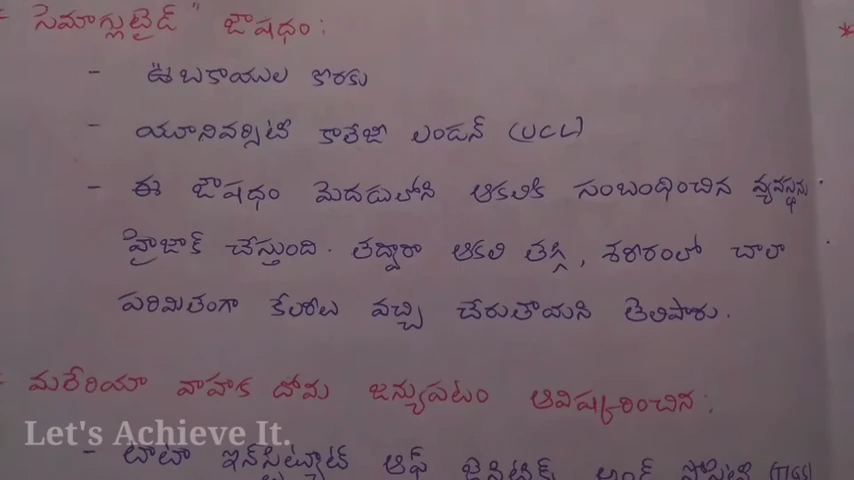 - సెమాగ్లుటైడ్" ఔషధం:
- ఊబకాయుల కొరకు
- యూనివర్సిటీ కాలేజీ లండన్ (UCL)
- ఈ ఔషధం మెదడులోని ఆకలికి సంబంధించిన వ్యవస్థను
హైజాక్ చేస్తుంది. తద్వారా ఆకలి తగ్గి, శరీరంలో చాలా
పరిమితంగా కేలరీలు వచ్చి చేరుతాయని తెలిపారు.
- మలేరియా వాహక దోమ జన్యుపటం ఆవిష్కరించిన:
Let's Achieve It.
- టాటా ఇన్‌స్టిట్యూట్ ఆఫ్ జెనిటిక్స్ అండ్ సొసైటీ (TIGS)